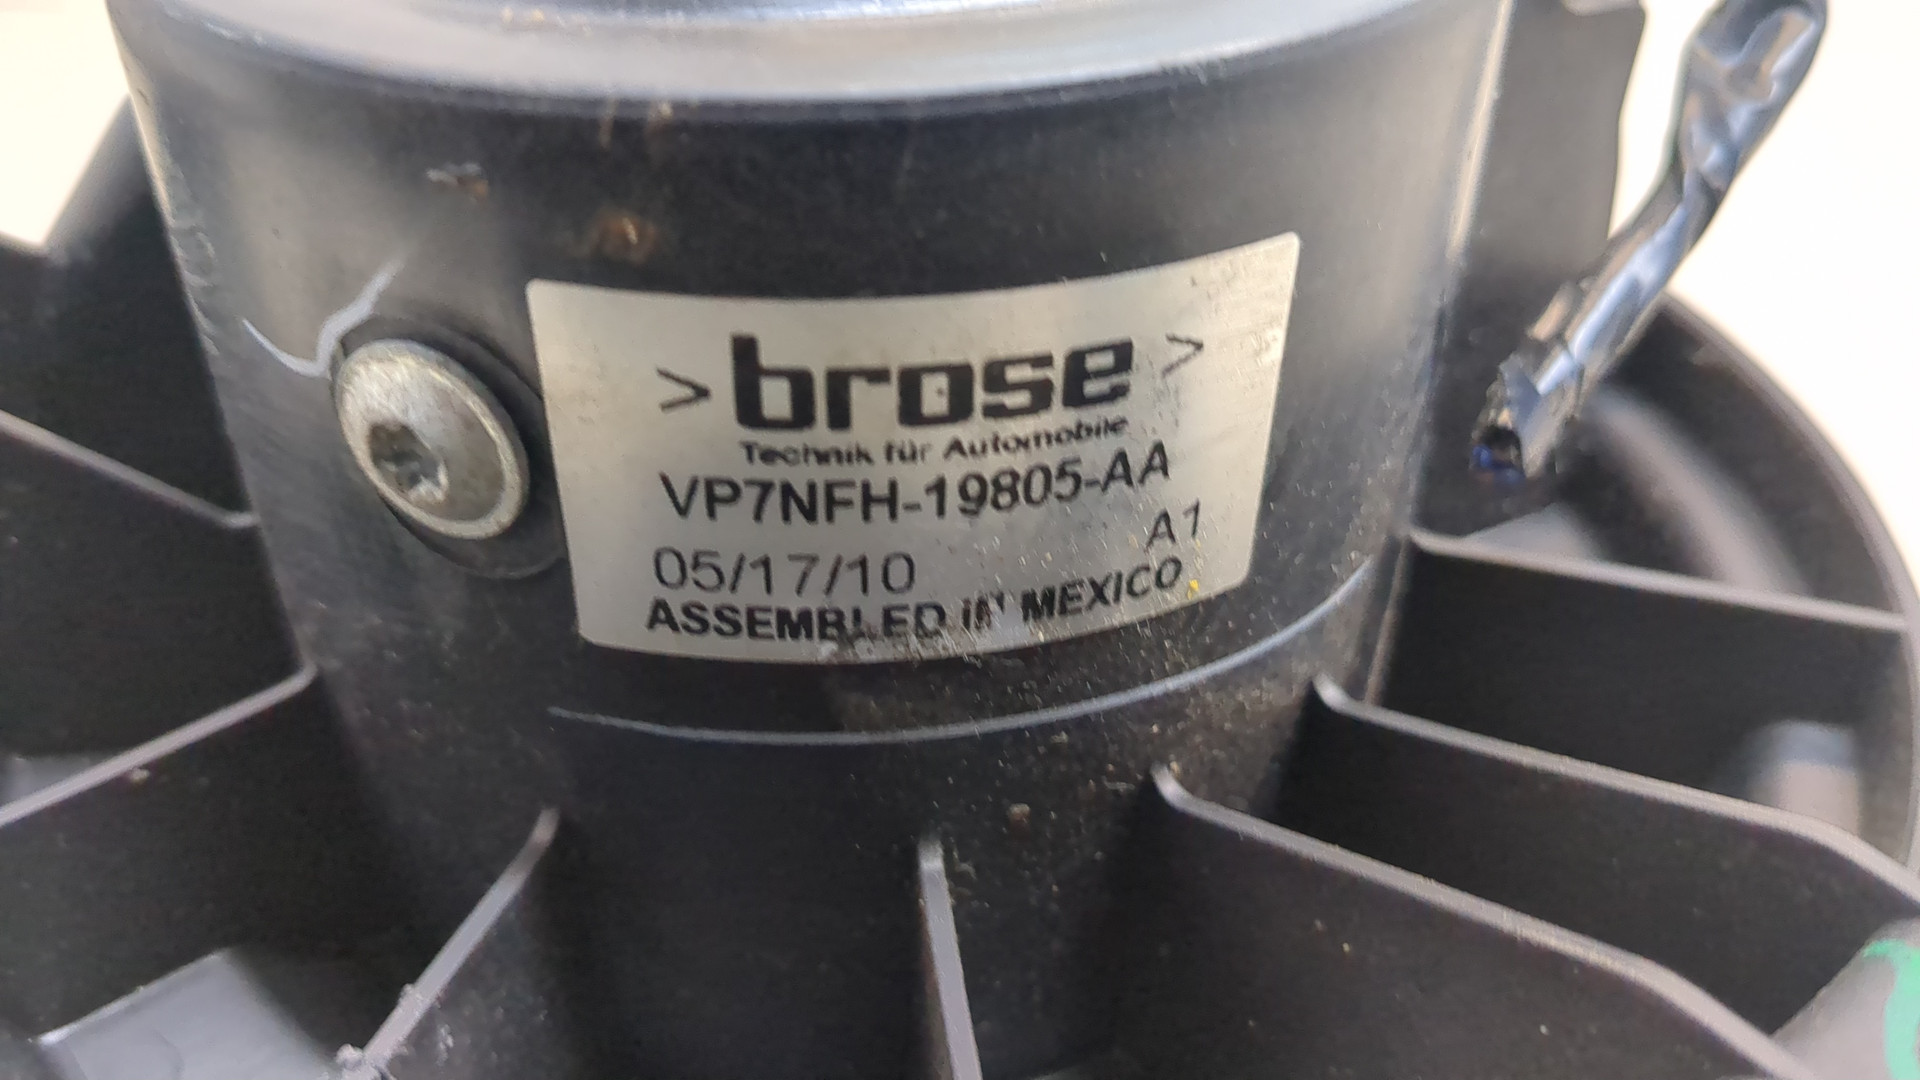 >brose>
Technik für Automobile
VP7NFH-19805-AA
A1
05/17/10
ASSEMBLED IN MEXICO